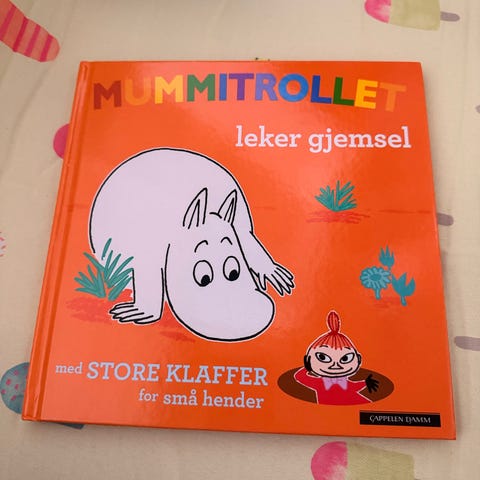 MUMMITROLLET
leker gjemsel
med STORE KLAFFER
for små hender
CAPPELEN DAMM